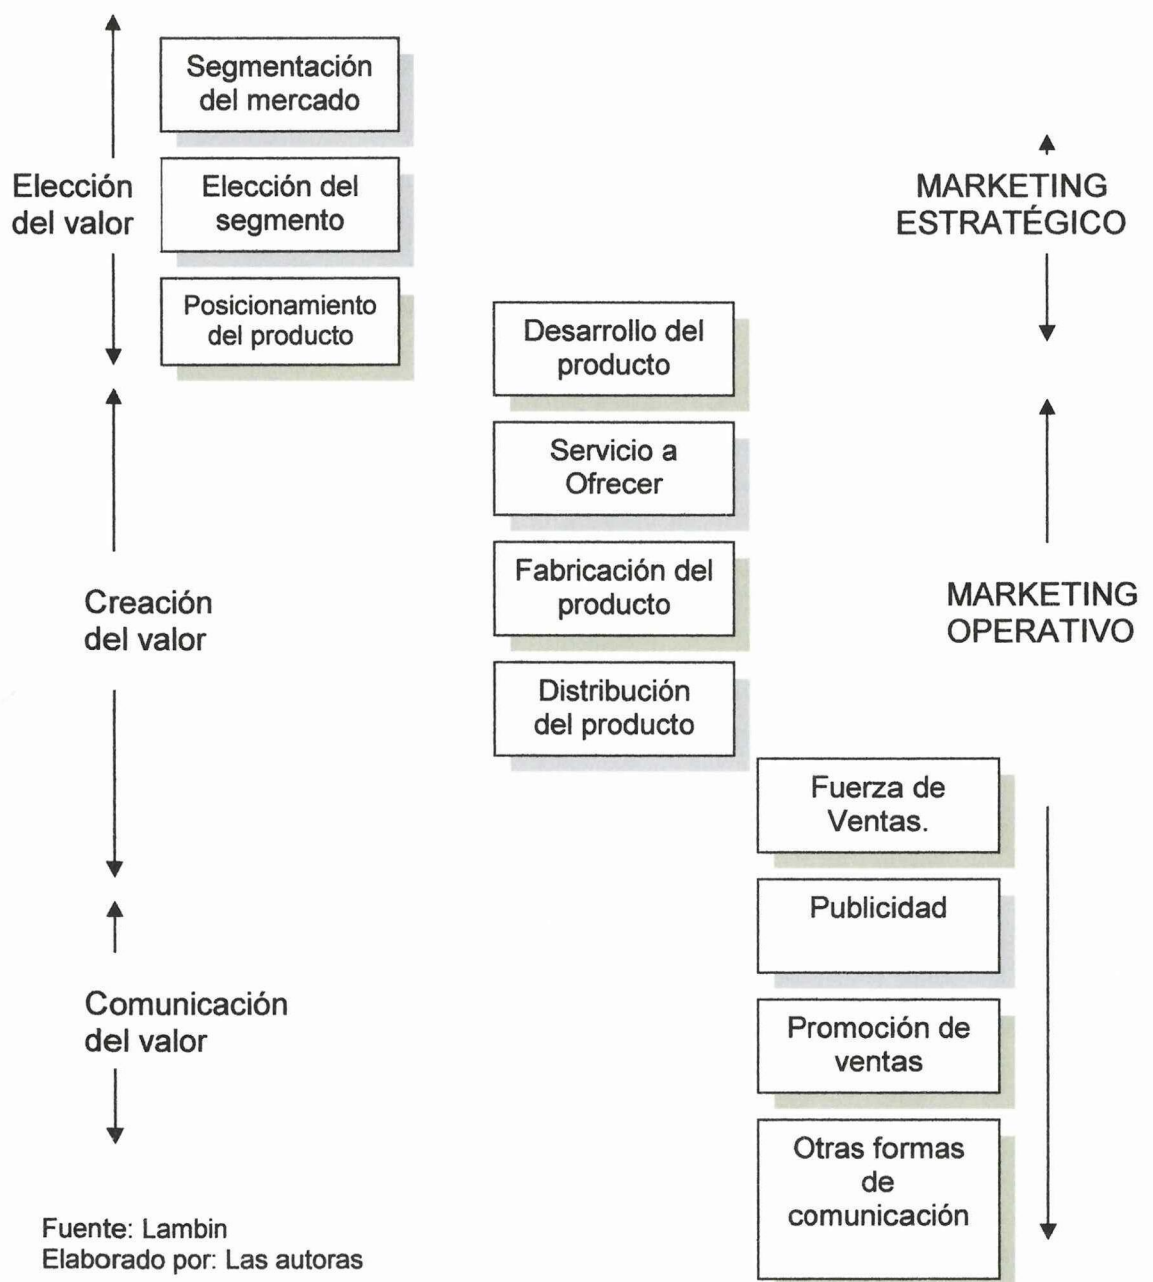 Segmentación
del mercado
Elección
del valor
Elección del
segmento
MARKETING
ESTRATÉGICO
Posicionamiento
del producto
Desarrollo del
producto
Servicio a
Ofrecer
Creación
del valor
Fabricación del
producto
MARKETING
OPERATIVO
Distribución
del producto
Fuerza de
Ventas.
Publicidad
Comunicación
del valor
Promoción de
ventas
Otras formas
de
comunicación
Fuente: Lambin
Elaborado por: Las autoras